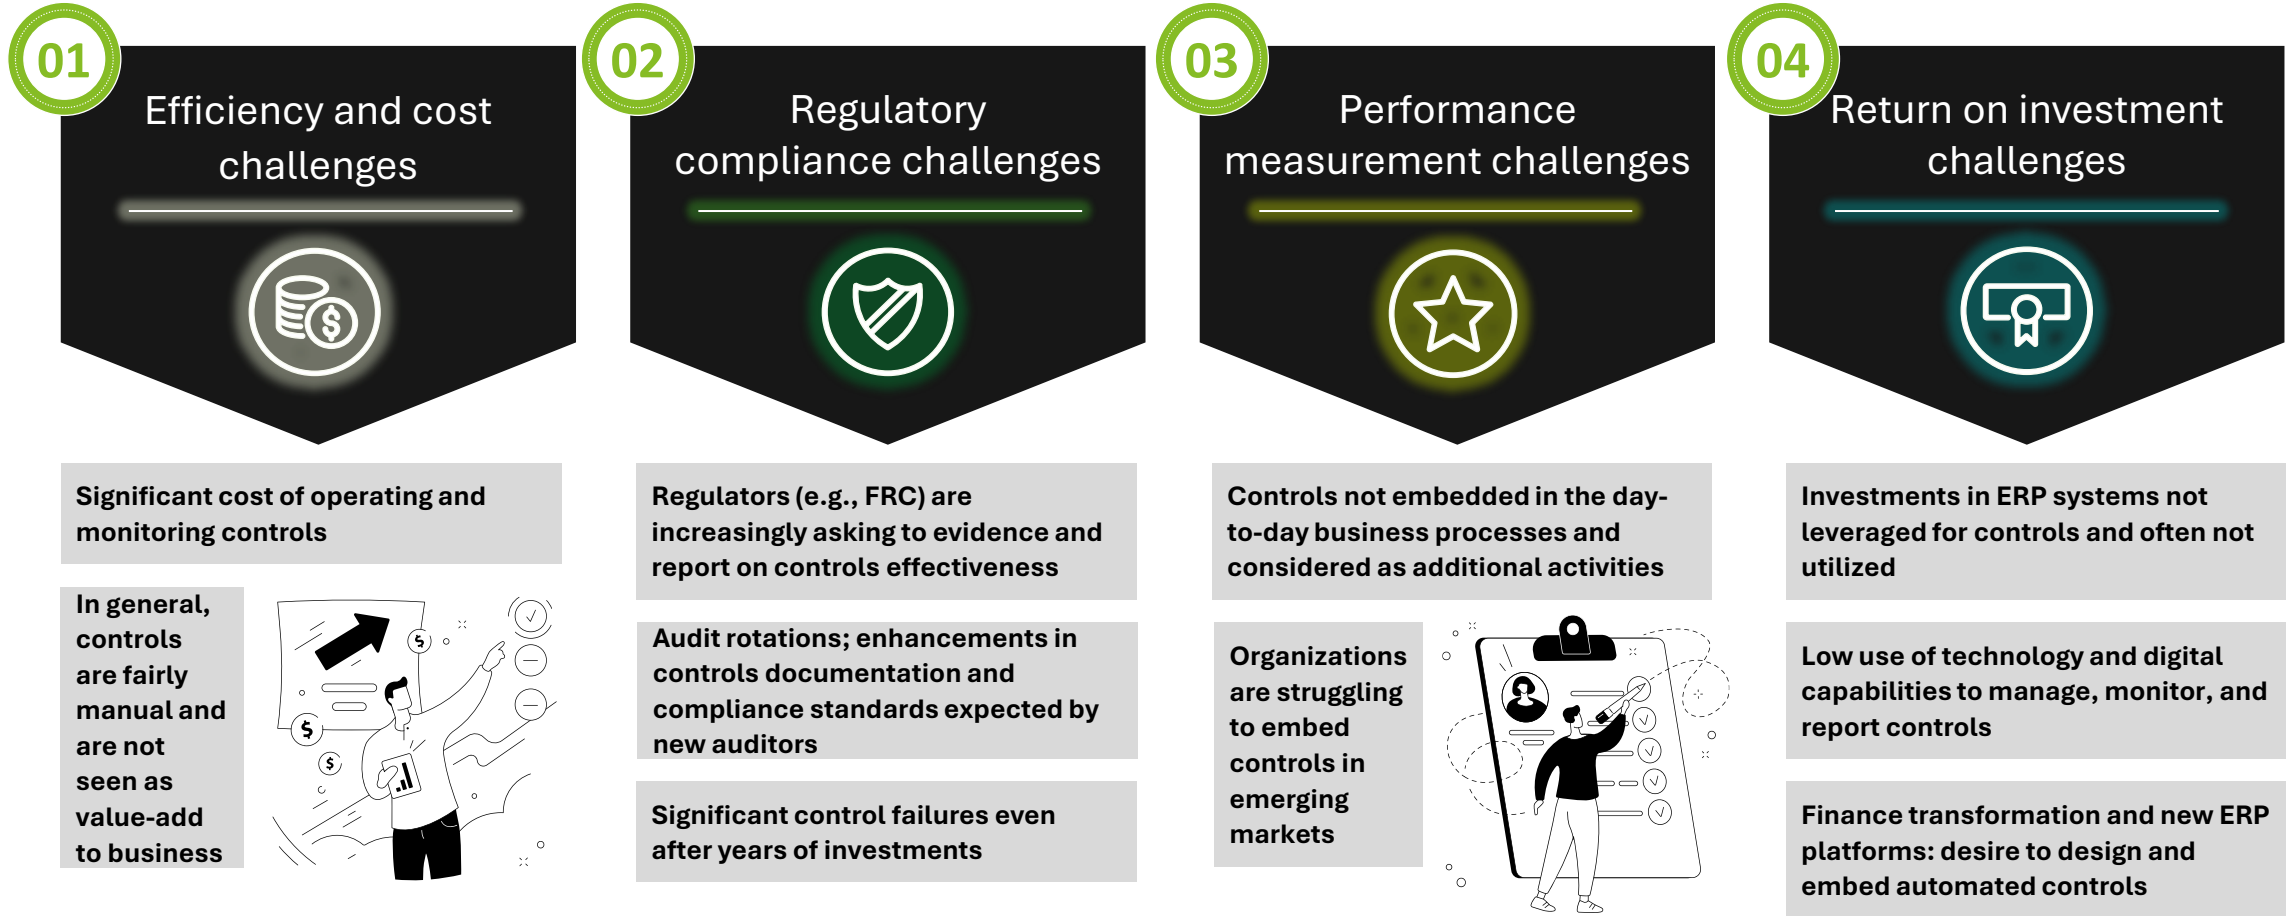 01
Efficiency and cost
challenges
Significant cost of operating and
monitoring controls
In general,
controls
are fairly
manual and
are not
seen as
value-add
to business
$
$
$
$
02
Regulatory
compliance challenges
Regulators (e.g., FRC) are
increasingly asking to evidence and
report on controls effectiveness
Audit rotations; enhancements in
controls documentation and
compliance standards expected by
new auditors
Significant control failures even
after years of investments
03
Performance
measurement challenges
Controls not embedded in the day-
to-day business processes and
considered as additional activities
Organizations
are struggling
to embed
controls in
emerging
markets
04
Return on investment
challenges
Investments in ERP systems not
leveraged for controls and often not
utilized
Low use of technology and digital
capabilities to manage, monitor, and
report controls
Finance transformation and new ERP
platforms: desire to design and
embed automated controls